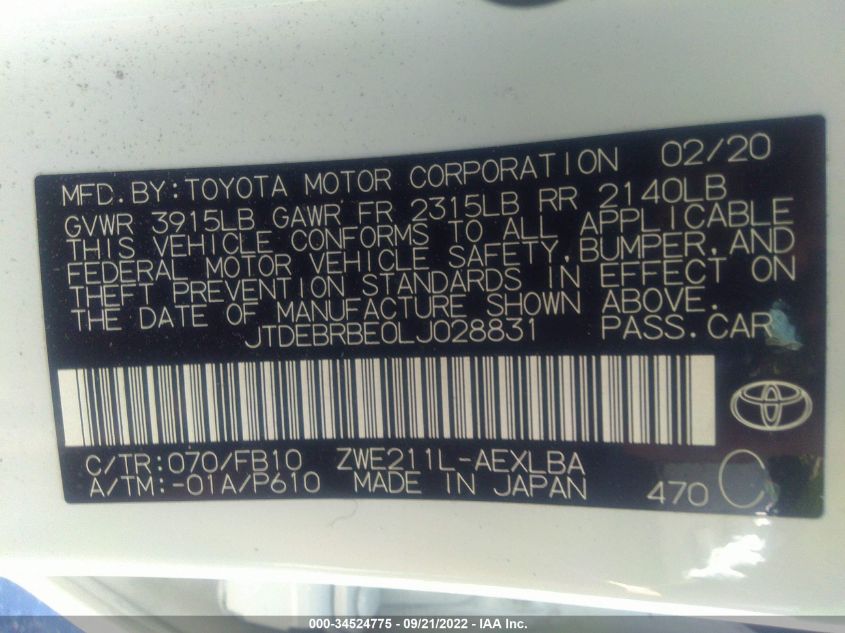 MFD. BY: TOYOTA MOTOR CORPORATION 02/20
GVWR 3915LB GAWR FR 2315LB RR 2140LB
THIS VEHICLE CONFORMS TO ALL APPLICABLE
FEDERAL MOTOR VEHICLE SAFETY, BUMPER, AND
THEFT PREVENTION STANDARDS IN EFFECT ON
THE DATE OF MANUFACTURE SHOWN ABOVE.
JTDEBRBE0LJ028831 PASS. CAR
C/TR: 070/FB10 ZWE211L-AEXLBA
A/TM: -01A/P610 MADE IN JAPAN 470 C
000-34524775 - 09/21/2022 - IAA Inc.